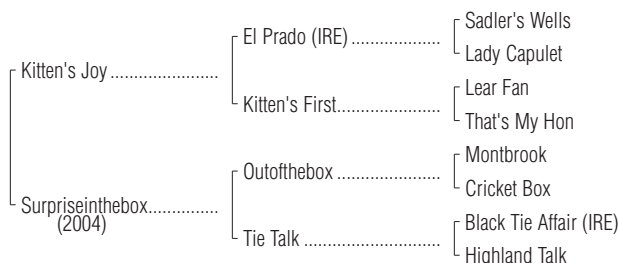 Sadler's Wells
El Prado (IRE) ....................
Lady Capulet
Kitten's Joy ........................
Lear Fan
Kitten's First.......................
That's My Hon
Montbrook
Outofthebox .......................
Cricket Box
Surpriseinthebox................
(2004)
Black Tie Affair (IRE)
Tie Talk ..............................
Highland Talk